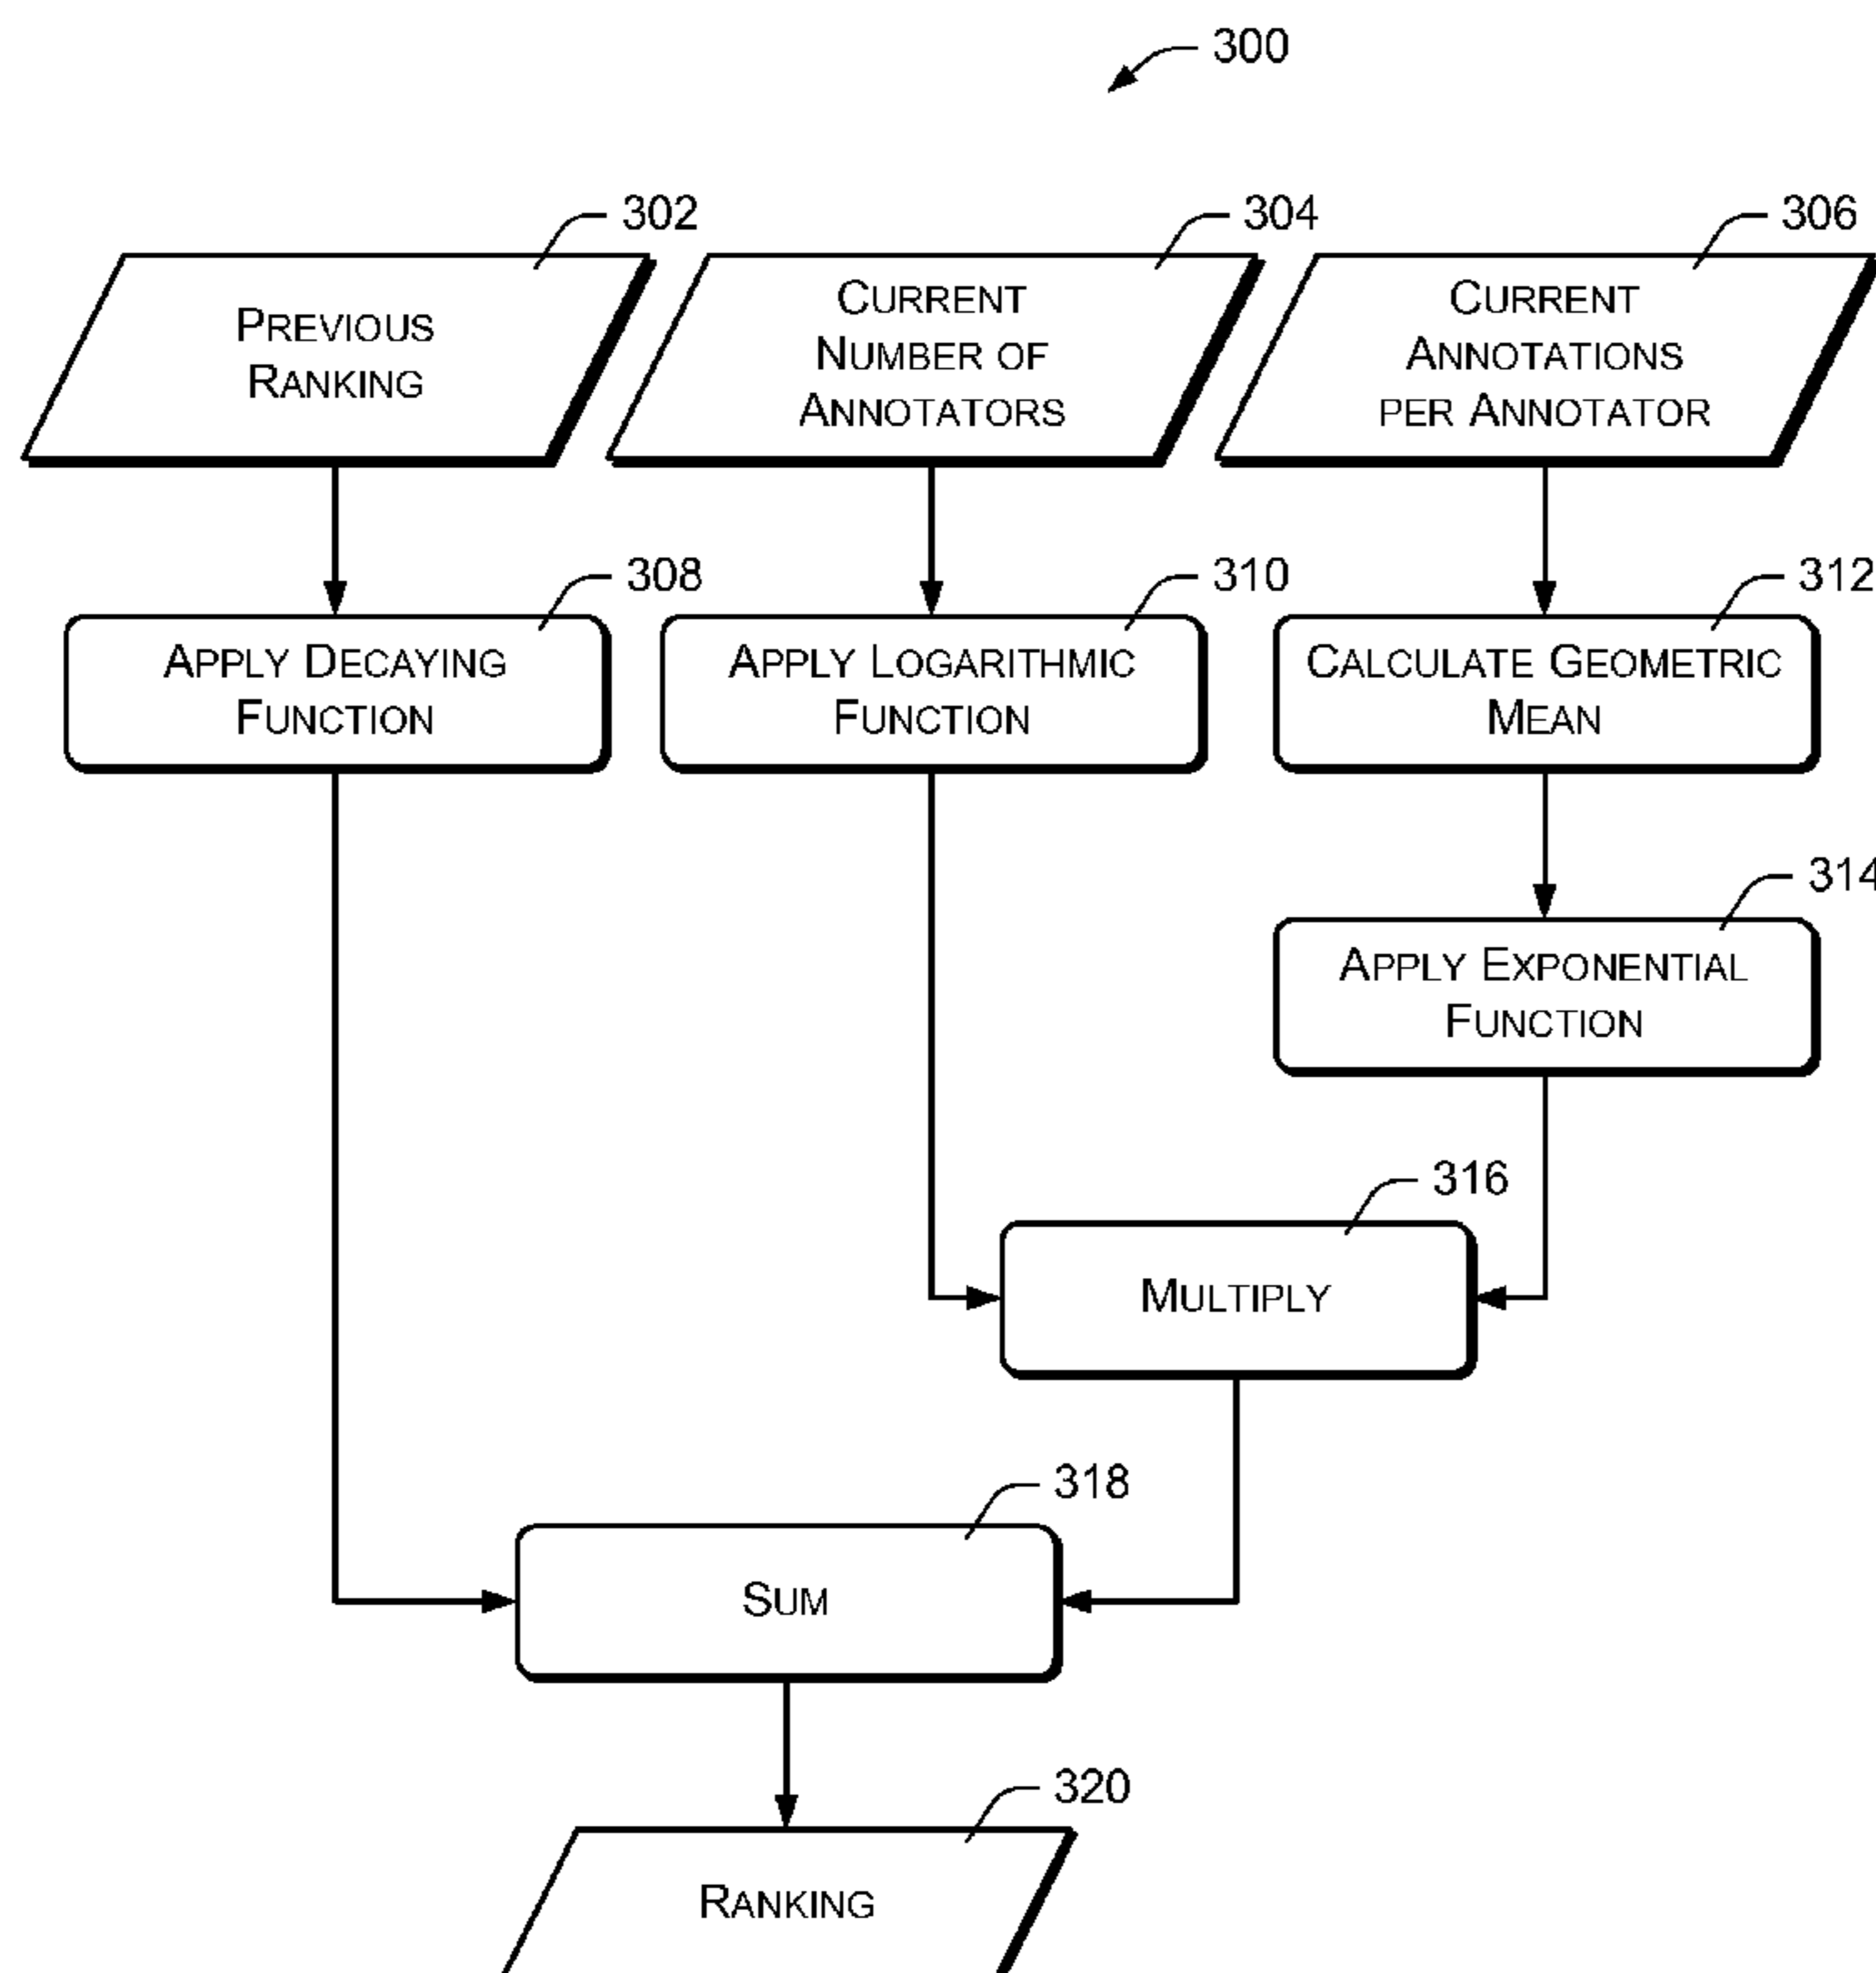 300
302
304
306
PREVIOUS
RANKING
CURRENT
NUMBER OF
ANNOTATORS
CURRENT
ANNOTATIONS
PER ANNOTATOR
308
310
312
APPLY DECAYING
FUNCTION
APPLY LOGARITHMIC
FUNCTION
CALCULATE GEOMETRIC
MEAN
314
APPLY EXPONENTIAL
FUNCTION
316
MULTIPLY
318
SUM
320
RANKING